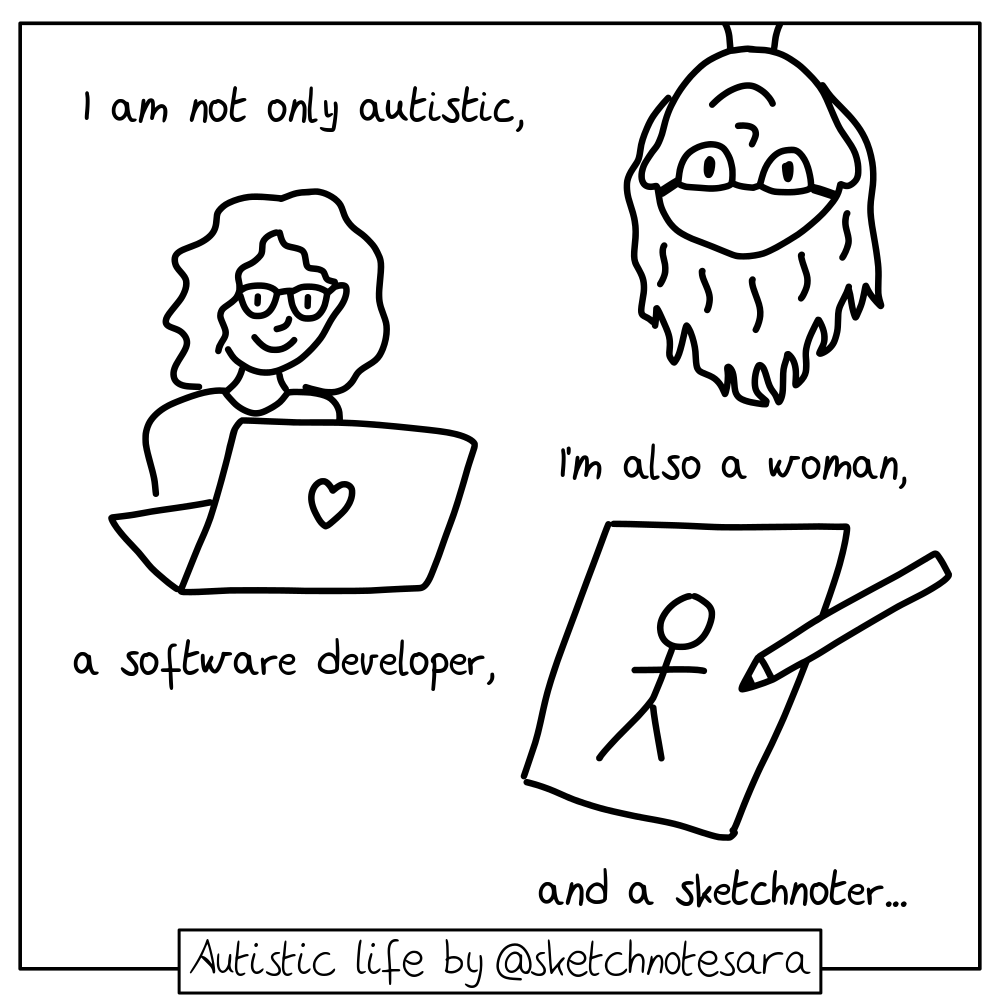 I am not only autistic,
a software developer,
I'm also a woman,
and a sketchnoter...
Autistic life by @sketchnotesara